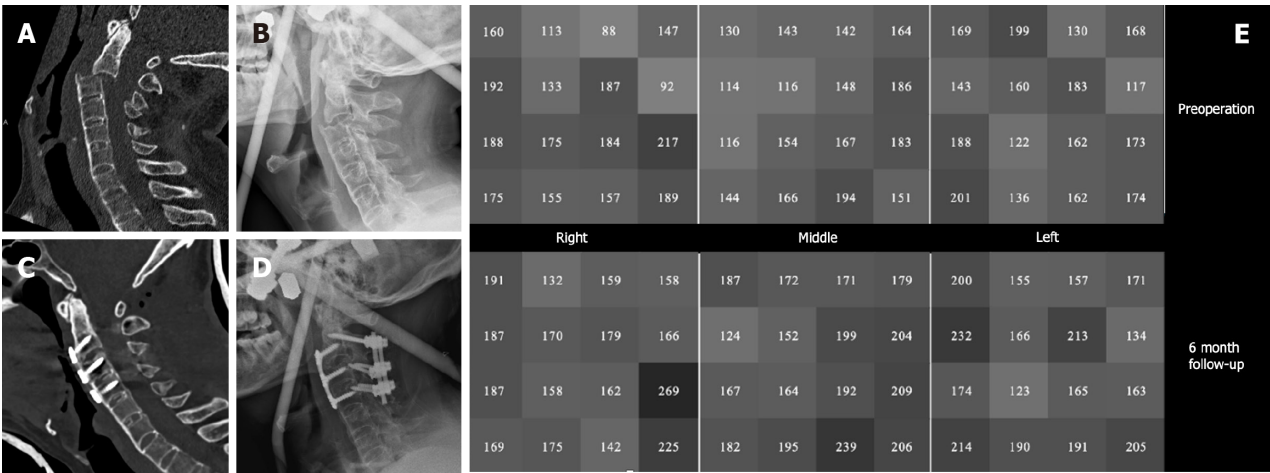 A
B
C
D
E
160 113 88 147 130 143 142 164 169 199 130 168
192 133 187 92 114 116 148 186 143 160 183 117
Preoperation
188 175 184 217 116 154 167 183 188 122 162 173
175 155 157 189 144 166 194 151 201 136 162 174
Right Middle Left
191 132 159 158 187 172 171 179 200 155 157 171
187 170 179 166 124 152 199 204 232 166 213 134
6 month
follow-up
187 158 162 269 167 164 192 209 174 123 165 163
169 175 142 225 182 195 239 206 214 190 191 205